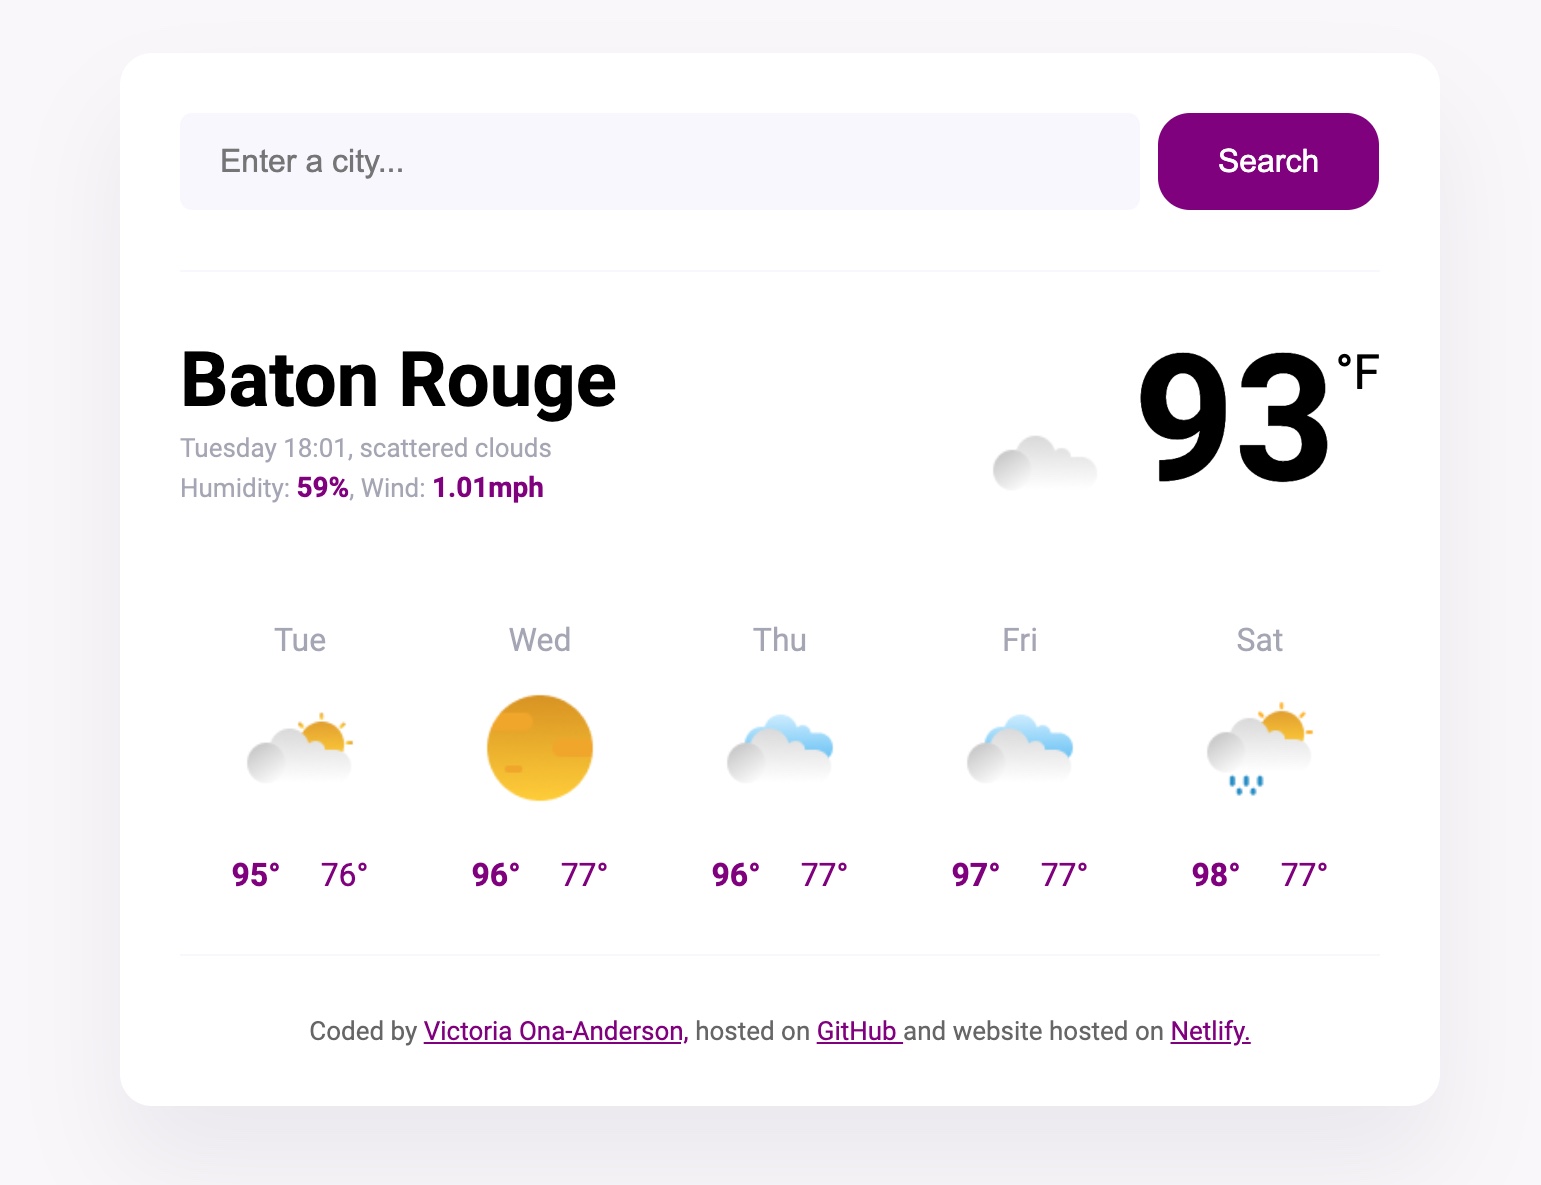 Enter a city...
Search
Baton Rouge
93 °F
Tuesday 18:01, scattered clouds
Humidity: 59%, Wind: 1.01mph
Tue Wed Thu Fri Sat
95° 76° 96° 77° 96° 77° 97° 77° 98° 77°
Coded by Victoria Ona-Anderson, hosted on GitHub and website hosted on Netlify.